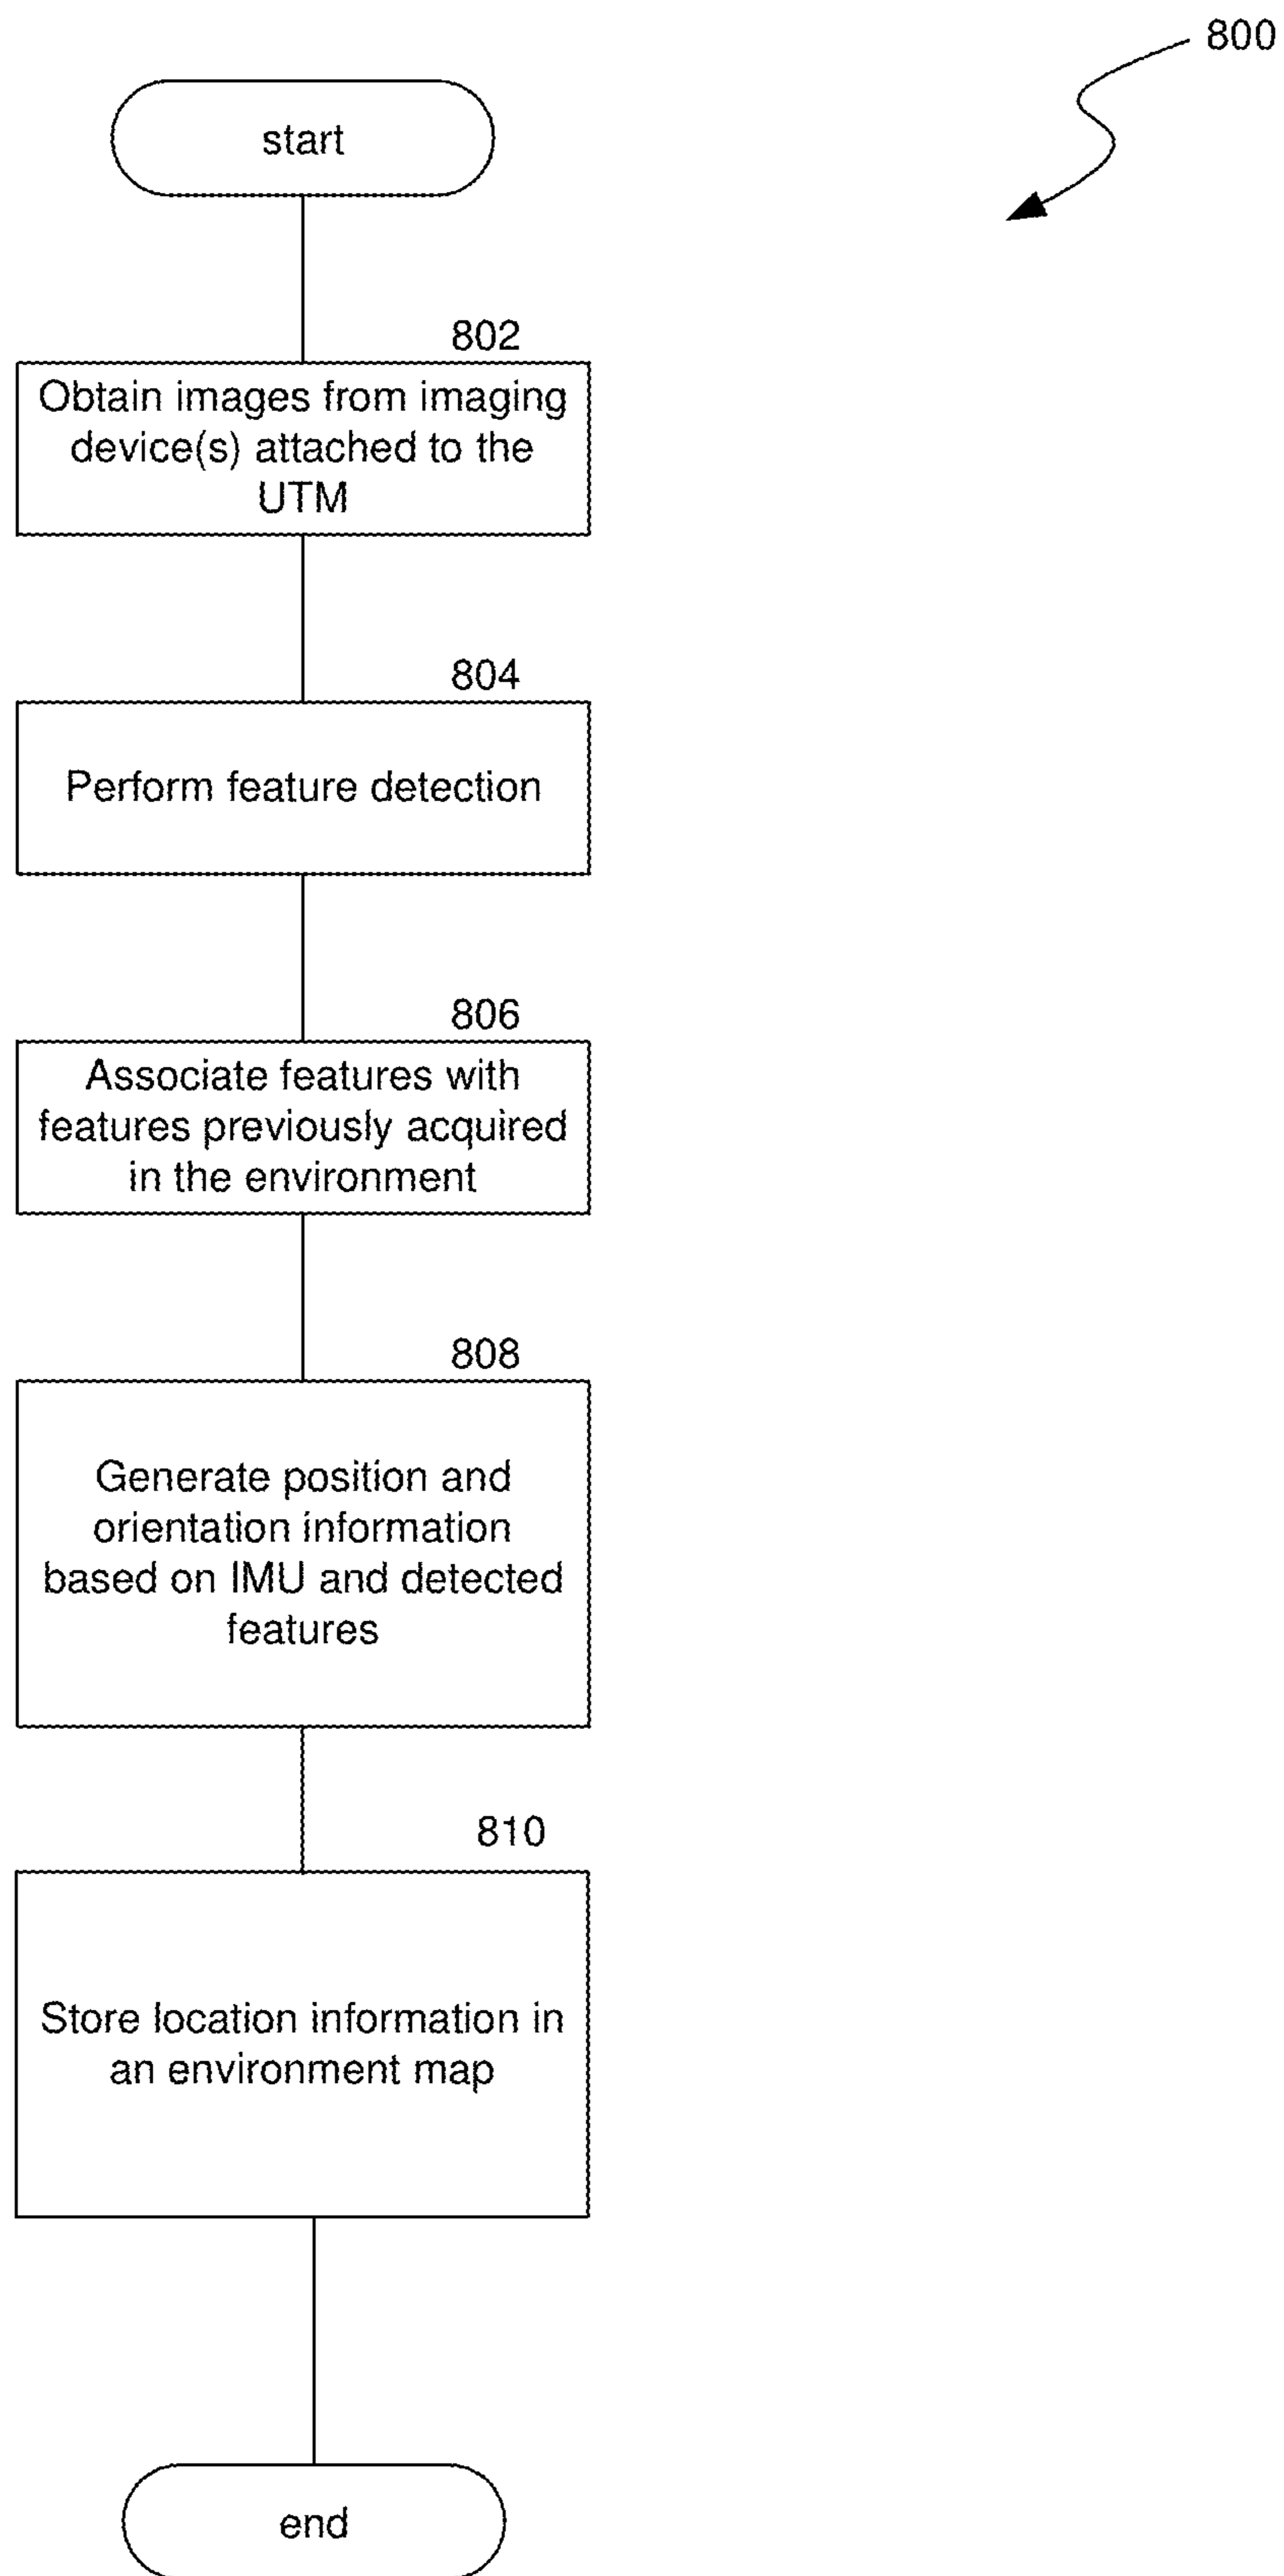 800
start
802
Obtain images from imaging
device(s) attached to the
UTM
804
Perform feature detection
806
Associate features with
features previously acquired
in the environment
808
Generate position and
orientation information
based on IMU and detected
features
810
Store location information in
an environment map
end